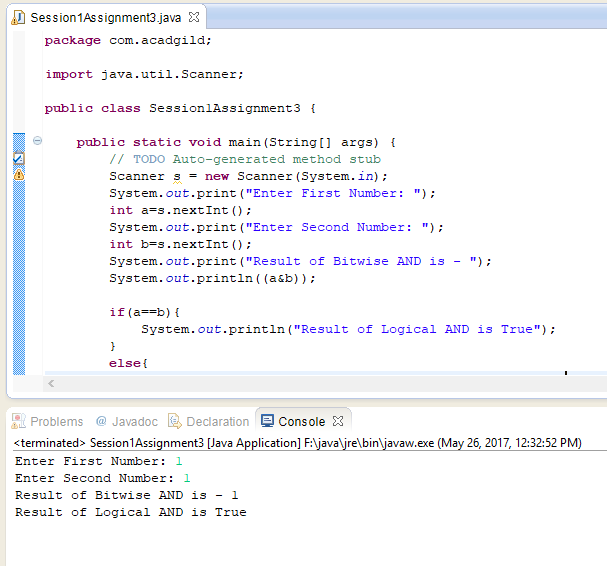 Session1Assignment3.java
package com.acadgild;
import java.util.Scanner;
public class Session1Assignment3 {
public static void main(String[] args) {
// TODO Auto-generated method stub
Scanner s = new Scanner(System.in);
System.out.print("Enter First Number: ");
int a=s.nextInt();
System.out.print("Enter Second Number: ");
int b=s.nextInt();
System.out.print("Result of Bitwise AND is - ");
System.out.println((a&b));
if(a==b){
System.out.println("Result of Logical AND is True");
}
else{
Problems @ Javadoc Declaration Console
<terminated> Session1Assignment3 [Java Application] F:\java\jre\bin\javaw.exe (May 26, 2017, 12:32:52 PM)
Enter First Number: 1
Enter Second Number: 1
Result of Bitwise AND is - 1
Result of Logical AND is True